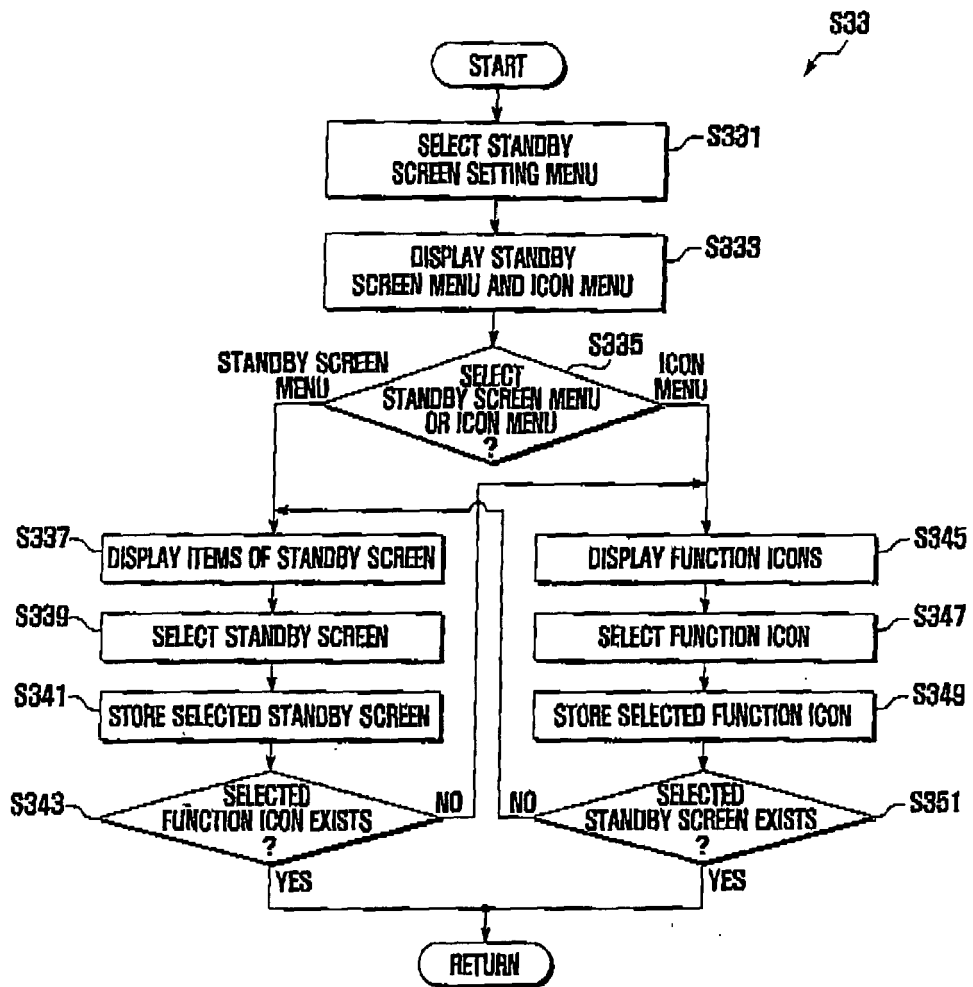 S33
START
SELECT STANDBY
SCREEN SETTING MENU
S331
DISPLAY STANDBY
SCREEN MENU AND ICON MENU
S333
STANDBY SCREEN
MENU
SELECT
STANDBY SCREEN MENU
OR ICON MENU
?
S335
ICON
MENU
S337
DISPLAY ITEMS OF STANDBY SCREEN
DISPLAY FUNCTION ICONS
S345
S339
SELECT STANDBY SCREEN
SELECT FUNCTION ICON
S347
S341
STORE SELECTED STANDBY SCREEN
STORE SELECTED FUNCTION ICON
S349
S343
SELECTED
FUNCTION ICON EXISTS
?
NO
NO
SELECTED
STANDBY SCREEN EXISTS
?
S351
YES
YES
RETURN